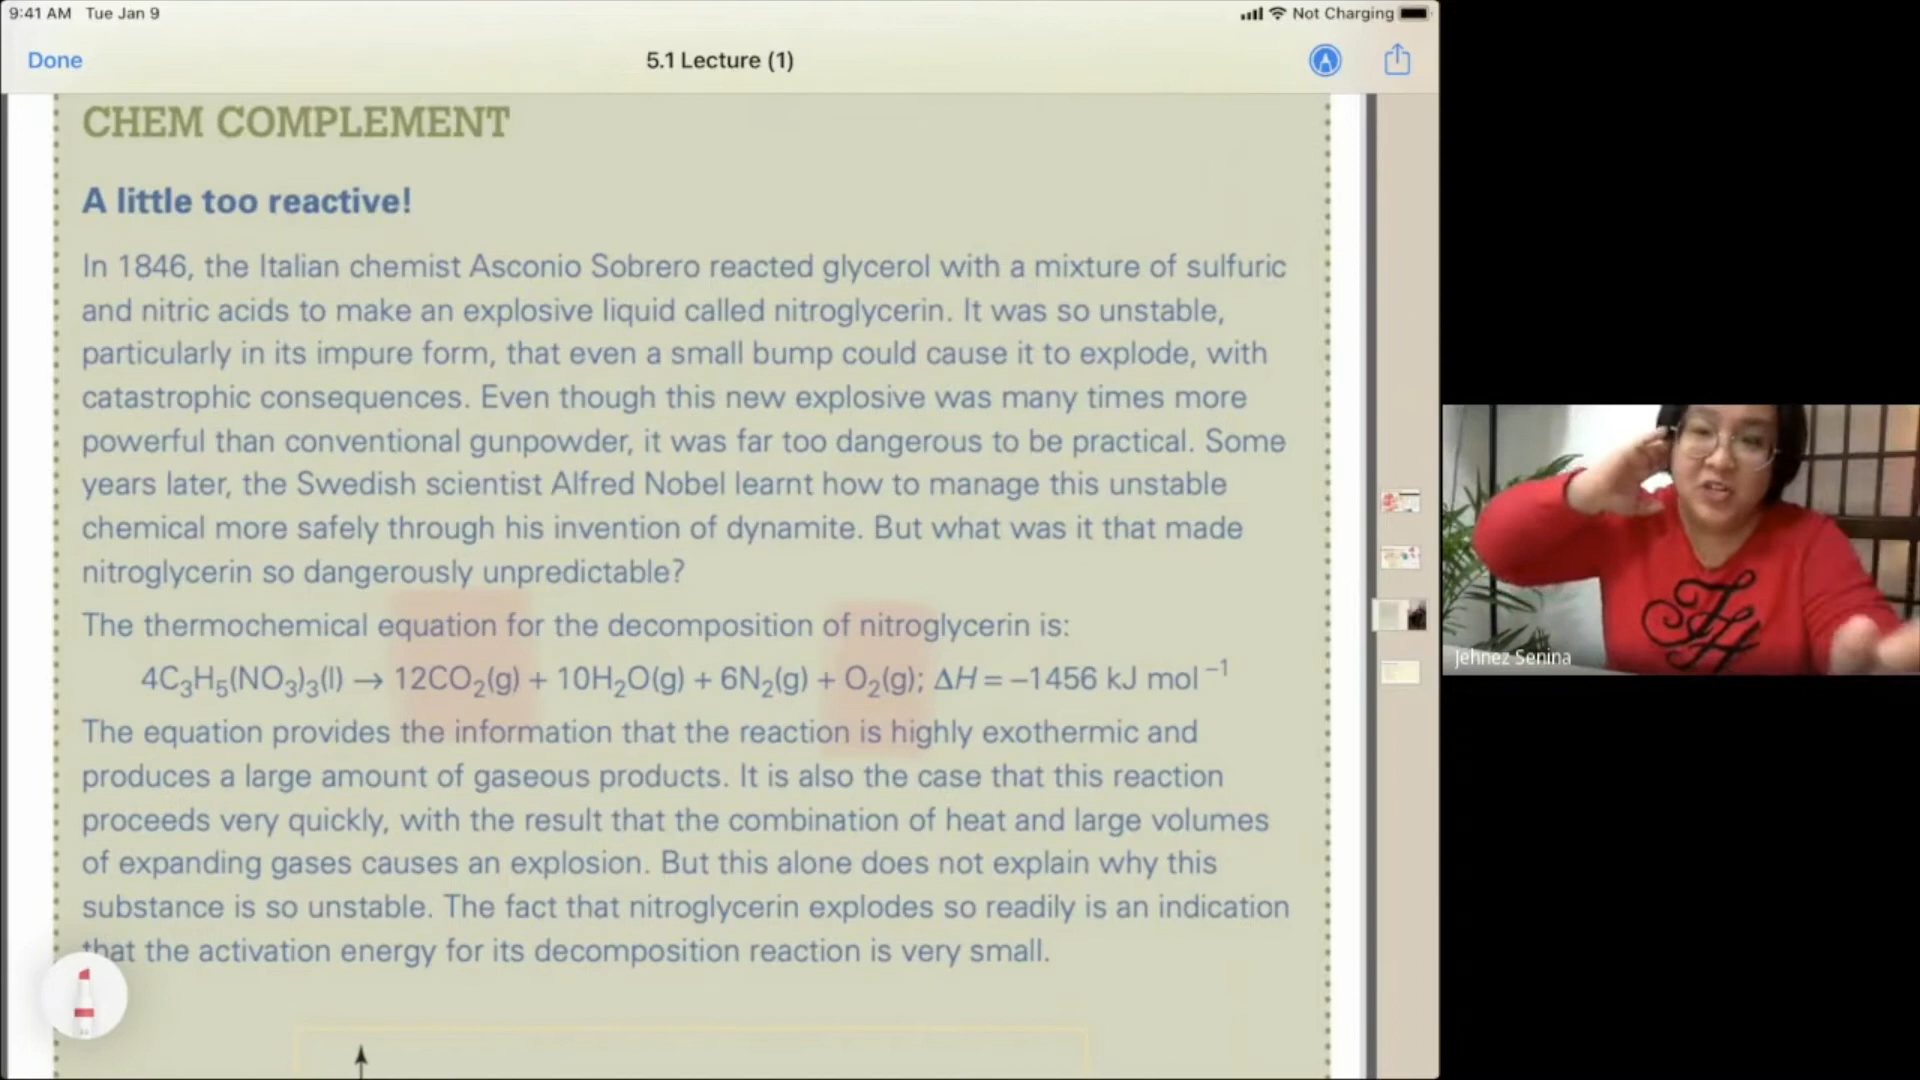 9:41 AM Tue Jan 9
Not Charging
Done
5.1 Lecture (1)
CHEM COMPLEMENT
A little too reactive!
In 1846, the Italian chemist Asconio Sobrero reacted glycerol with a mixture of sulfuric
and nitric acids to make an explosive liquid called nitroglycerin. It was so unstable,
particularly in its impure form, that even a small bump could cause it to explode, with
catastrophic consequences. Even though this new explosive was many times more
powerful than conventional gunpowder, it was far too dangerous to be practical. Some
years later, the Swedish scientist Alfred Nobel learnt how to manage this unstable
chemical more safely through his invention of dynamite. But what was it that made
nitroglycerin so dangerously unpredictable?
The thermochemical equation for the decomposition of nitroglycerin is:
4C₃H₅(NO₃)₃(l) → 12CO₂(g) + 10H₂O(g) + 6N₂(g) + O₂(g); ΔH = −1456 kJ mol⁻¹
The equation provides the information that the reaction is highly exothermic and
produces a large amount of gaseous products. It is also the case that this reaction
proceeds very quickly, with the result that the combination of heat and large volumes
of expanding gases causes an explosion. But this alone does not explain why this
substance is so unstable. The fact that nitroglycerin explodes so readily is an indication
that the activation energy for its decomposition reaction is very small.
Jehnez Senina